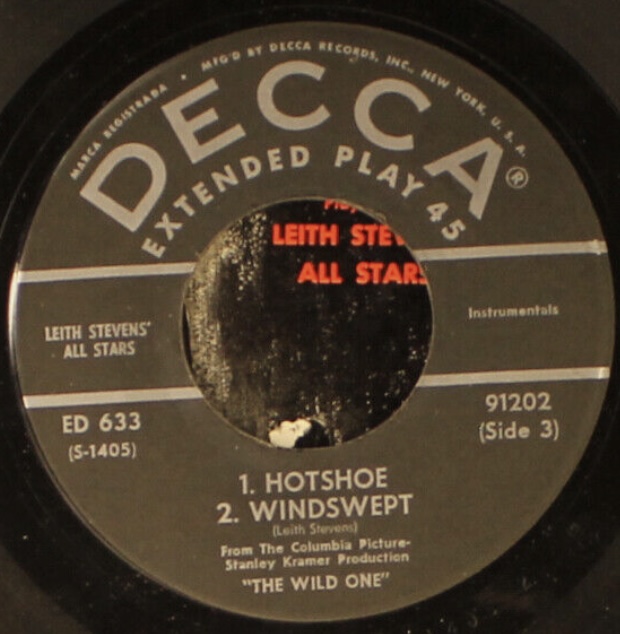 MARCA REGISTRADA • MFG'D BY DECCA RECORDS, INC., NEW YORK, U. S. A.
DECCA®
EXTENDED PLAY 45
LEITH
ALL STARS
LEITH STEVENS'
ALL STARS
Instrumentals
ED 633
(S-1405)
91202
(Side 3)
1. HOTSHOE
2. WINDSWEPT
(Leith Stevens)
From The Columbia Picture-
Stanley Kramer Production
"THE WILD ONE"